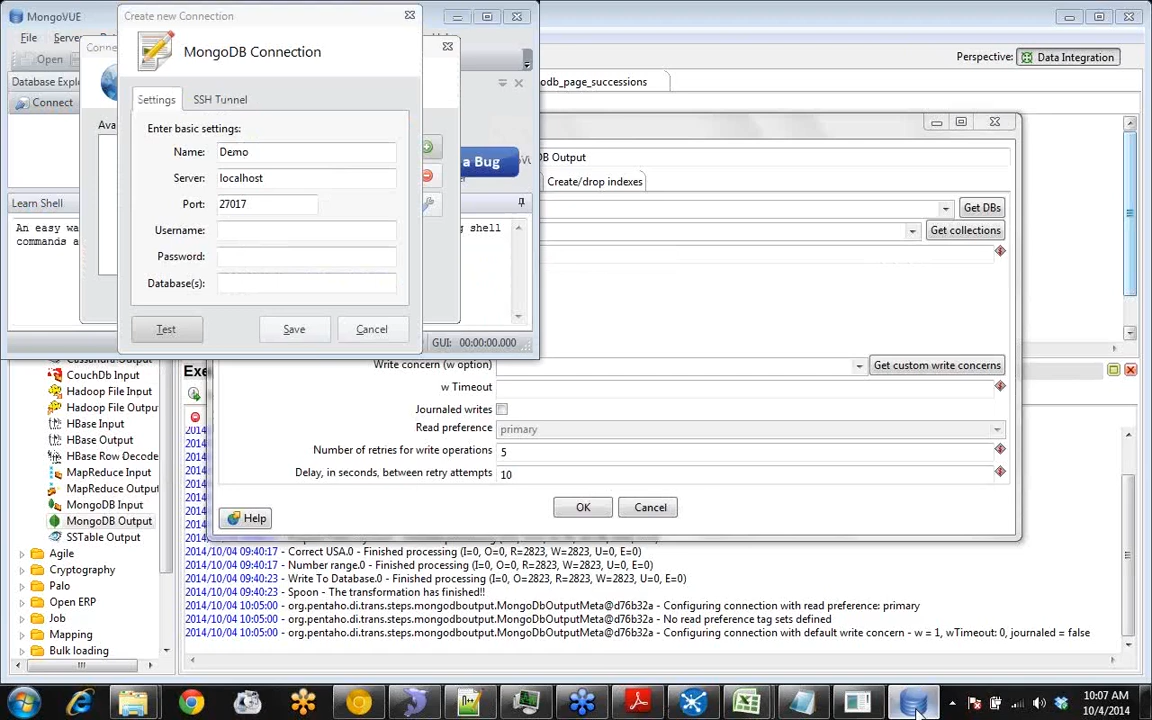 MongoVUE
Create new Connection
MongoDB Connection
File
Serve
Open
Database Explo
Connect
Ava
Settings
SSH Tunnel
Enter basic settings:
Name: Demo
Server: localhost
Port: 27017
Username:
Password:
Database(s):
Test
Save
Cancel
a Bug
Learn Shell
An easy wa
commands a
ng shell
GUI: 00:00:00.000
Perspective: Data Integration
odb_page_successions
DB Output
Create/drop indexes
Get DBs
Get collections
Write concern (w option)
Get custom write concerns
w Timeout
Journaled writes
Read preference primary
Number of retries for write operations 5
Delay, in seconds, between retry attempts 10
OK
Cancel
Help
Exe
Cassandra Output
CouchDb Input
Hadoop File Input
Hadoop File Output
HBase Input
HBase Output
HBase Row Decode
MapReduce Input
MapReduce Output
MongoDB Input
MongoDB Output
SSTable Output
Agile
Cryptography
Palo
Open ERP
Job
Mapping
Bulk loading
2014/10/04 09:40:17 - Correct USA.0 - Finished processing (I=0, O=0, R=2823, W=2823, U=0, E=0)
2014/10/04 09:40:17 - Number range.0 - Finished processing (I=0, O=0, R=2823, W=2823, U=0, E=0)
2014/10/04 09:40:23 - Write To Database.0 - Finished processing (I=0, O=2823, R=2823, W=2823, U=0, E=0)
2014/10/04 09:40:23 - Spoon - The transformation has finished!!
2014/10/04 10:05:00 - org.pentaho.di.trans.steps.mongodboutput.MongoDbOutputMeta@d76b32a - Configuring connection with read preference: primary
2014/10/04 10:05:00 - org.pentaho.di.trans.steps.mongodboutput.MongoDbOutputMeta@d76b32a - No read preference tag sets defined
2014/10/04 10:05:00 - org.pentaho.di.trans.steps.mongodboutput.MongoDbOutputMeta@d76b32a - Configuring connection with default write concern - w = 1, wTimeout: 0, journaled = false
10:07 AM
10/4/2014